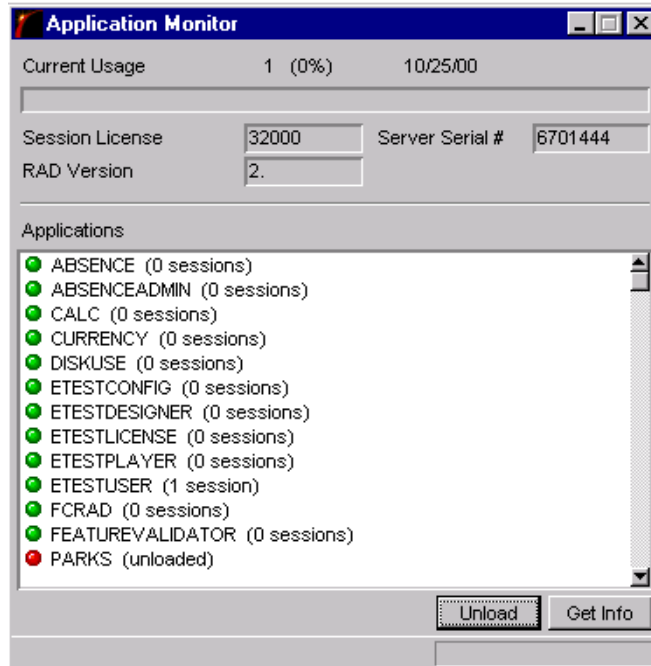 Application Monitor
Current Usage 1 (0%) 10/25/00
Session License 32000 Server Serial # 6701444
RAD Version 2.
Applications
ABSENCE (0 sessions)
ABSENCEADMIN (0 sessions)
CALC (0 sessions)
CURRENCY (0 sessions)
DISKUSE (0 sessions)
ETESTCONFIG (0 sessions)
ETESTDESIGNER (0 sessions)
ETESTLICENSE (0 sessions)
ETESTPLAYER (0 sessions)
ETESTUSER (1 session)
FCRAD (0 sessions)
FEATUREVALIDATOR (0 sessions)
PARKS (unloaded)
Unload Get Info